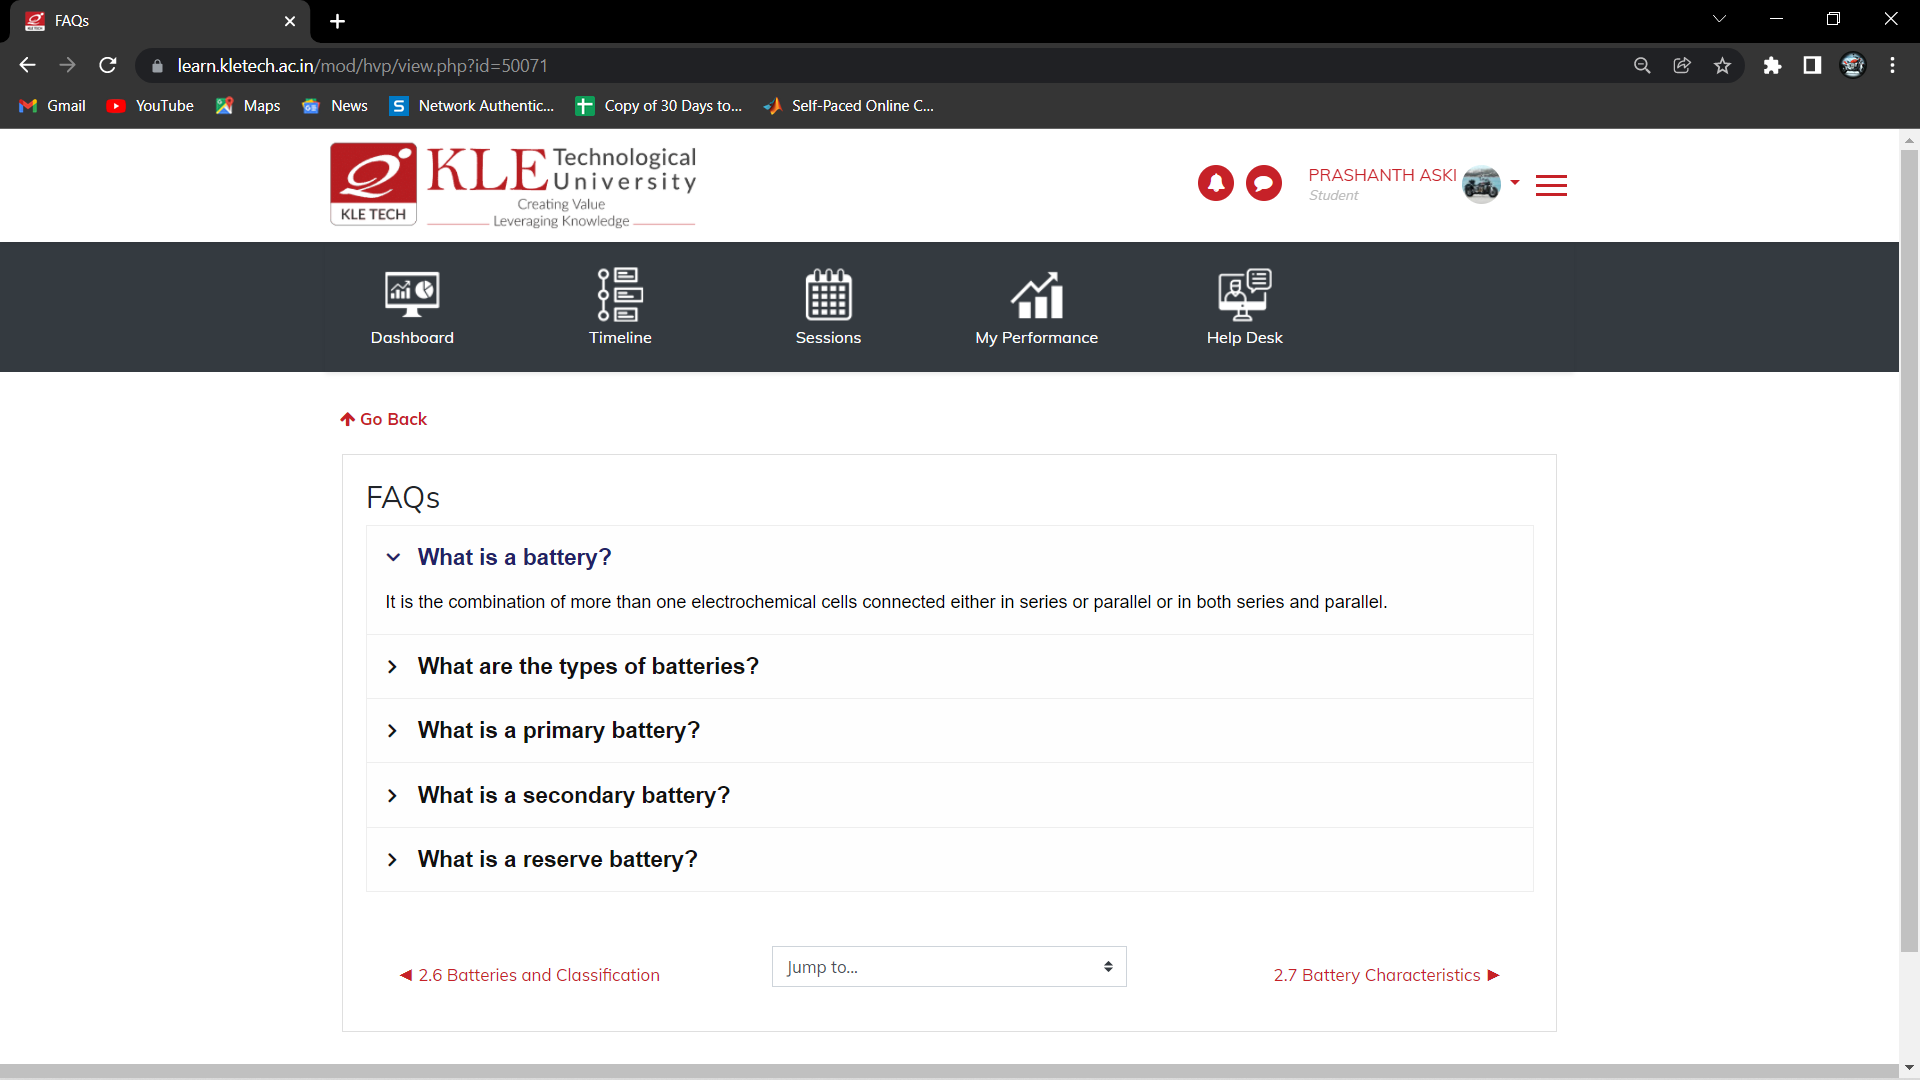 FAQs
learn.kletech.ac.in/mod/hvp/view.php?id=50071
Gmail YouTube Maps News Network Authentic... Copy of 30 Days to... Self-Paced Online C...
KLE TECH
KLE Technological University
Creating Value
Leveraging Knowledge
PRASHANTH ASKI
Student
Dashboard Timeline Sessions My Performance Help Desk
Go Back
FAQs
What is a battery?
It is the combination of more than one electrochemical cells connected either in series or parallel or in both series and parallel.
What are the types of batteries?
What is a primary battery?
What is a secondary battery?
What is a reserve battery?
◀ 2.6 Batteries and Classification Jump to... 2.7 Battery Characteristics ▶